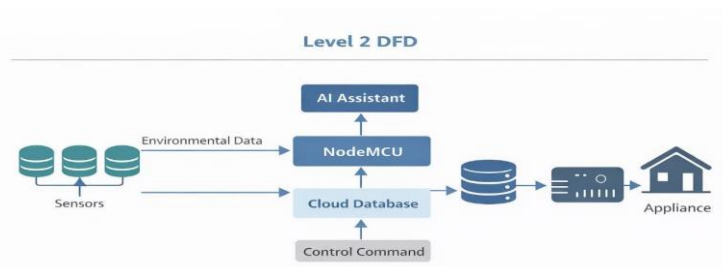 Level 2 DFD
AI Assistant
Environmental Data
NodeMCU
Sensors
Cloud Database
Appliance
Control Command